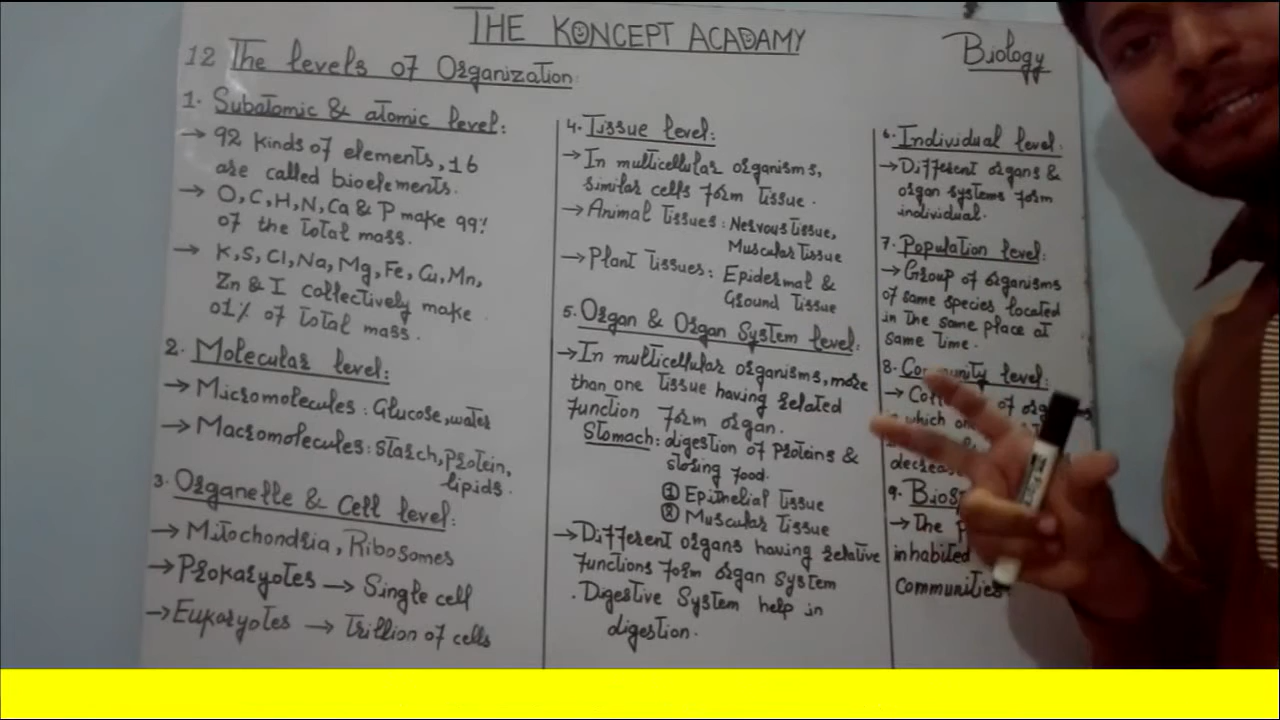 THE KONCEPT ACADAMY
Biology
12 The levels of Organization
1. Subatomic & atomic level:
→ 92 kinds of elements, 16
are called bioelements.
→ O, C, H, N, Ca & P make 99%
of the total mass.
→ K, S, Cl, Na, Mg, Fe, Cu, Mn,
Zn & I collectively make
01% of total mass.
2. Molecular level:
→ Micromolecules: Glucose, water
→ Macromolecules: starch, protein,
lipids.
3. Organelle & Cell level:
→ Mitochondria, Ribosomes
→ Prokaryotes → Single cell
→ Eukaryotes → Trillion of cells
4. Tissue level:
→ In multicellular organisms,
similar cells form tissue.
→ Animal Tissues: Nervous tissue,
Muscular tissue
→ Plant Tissues: Epidermal &
Ground tissue
5. Organ & Organ System level:
→ In multicellular organisms, more
than one tissue having related
function form organ.
Stomach: digestion of proteins &
storing food.
① Epithelial tissue
② Muscular tissue
→ Different organs having relative
functions form organ system
. Digestive System help in
digestion.
6. Individual level:
→ Different organs &
organ systems form
individual.
7. Population level:
→ Group of organisms
of same species located
in the same place at
same time.
8. Community level:
→ of
which
9.
→ The
inhabited
communities